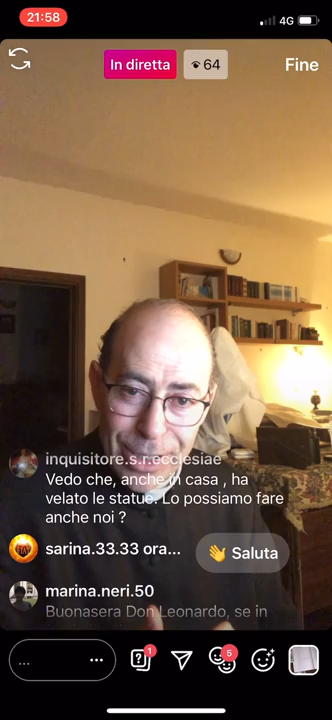 21:58
4G
In diretta
64
Fine
inquisitore.s.r.ecclesiae
Vedo che, anche in casa , ha
velato le statue. Lo possiamo fare
anche noi ?
sarina.33.33 ora...
👋 Saluta
marina.neri.50
Buonasera Don Leonardo, se in
...
1
5